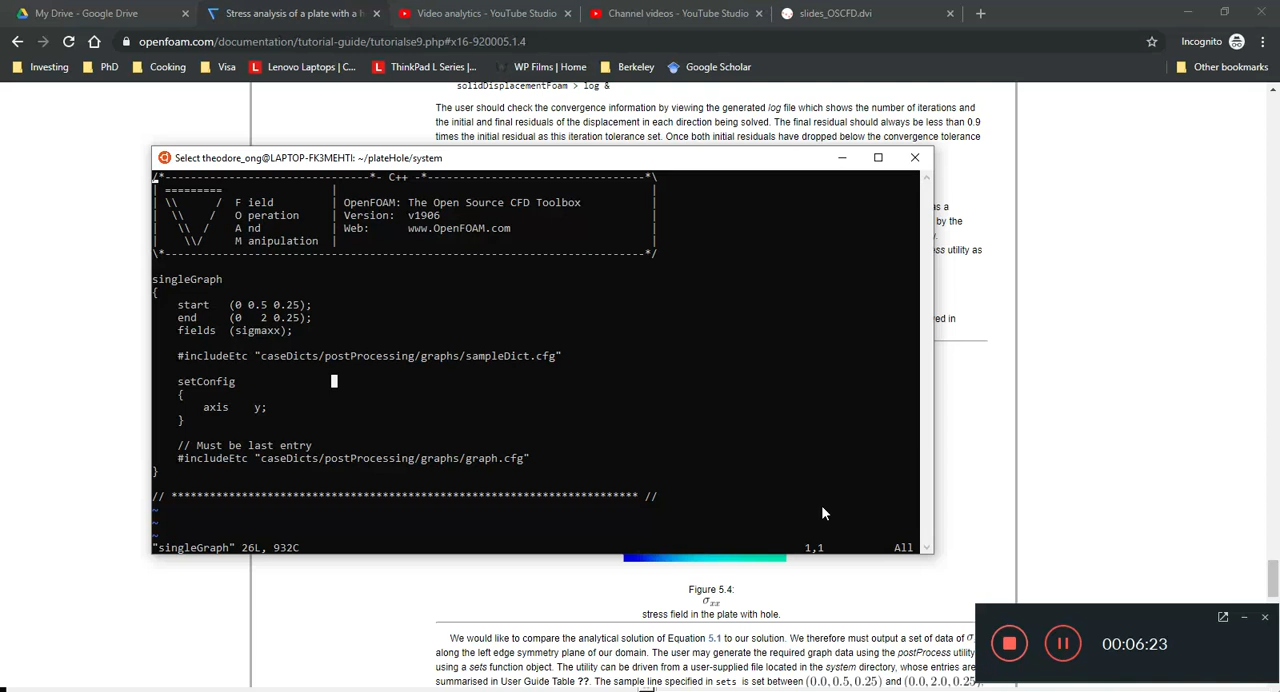 My Drive - Google Drive
Stress analysis of a plate with a h
Video analytics - YouTube Studio
Channel videos - YouTube Studio
slides_OSCFD.dvi
openfoam.com/documentation/tutorial-guide/tutorialse9.php#x16-920005.1.4
Incognito
Investing
PhD
Cooking
Visa
Lenovo Laptops | C...
ThinkPad L Series |...
WP Films | Home
Berkeley
Google Scholar
Other bookmarks
solidDisplacementFoam > log &
The user should check the convergence information by viewing the generated log file which shows the number of iterations and
the initial and final residuals of the displacement in each direction being solved. The final residual should always be less than 0.9
times the initial residual as this iteration tolerance set. Once both initial residuals have dropped below the convergence tolerance
Select theodore_ong@LAPTOP-FK3MEHTI: ~/plateHole/system
/*--------------------------------*- C++ -*----------------------------------*\
| ========= | |
| \\ / F ield | OpenFOAM: The Open Source CFD Toolbox |
| \\ / O peration | Version: v1906 |
| \\ / A nd | Web: www.OpenFOAM.com |
| \\/ M anipulation | |
\*---------------------------------------------------------------------------*/
singleGraph
{
start (0 0.5 0.25);
end (0 2 0.25);
fields (sigmaxx);
#includeEtc "caseDicts/postProcessing/graphs/sampleDict.cfg"
setConfig
{
axis y;
}
// Must be last entry
#includeEtc "caseDicts/postProcessing/graphs/graph.cfg"
}
// ************************************************************************* //
~
~
~
"singleGraph" 26L, 932C
1,1
All
as a
by the
ss utility as
ved in
Figure 5.4:
σxx
stress field in the plate with hole.
We would like to compare the analytical solution of Equation 5.1 to our solution. We therefore must output a set of data of σ
along the left edge symmetry plane of our domain. The user may generate the required graph data using the postProcess utility
using a sets function object. The utility can be driven from a user-supplied file located in the system directory, whose entries are
summarised in User Guide Table ??. The sample line specified in sets is set between (0.0, 0.5, 0.25) and (0.0, 2.0, 0.25),
00:06:23